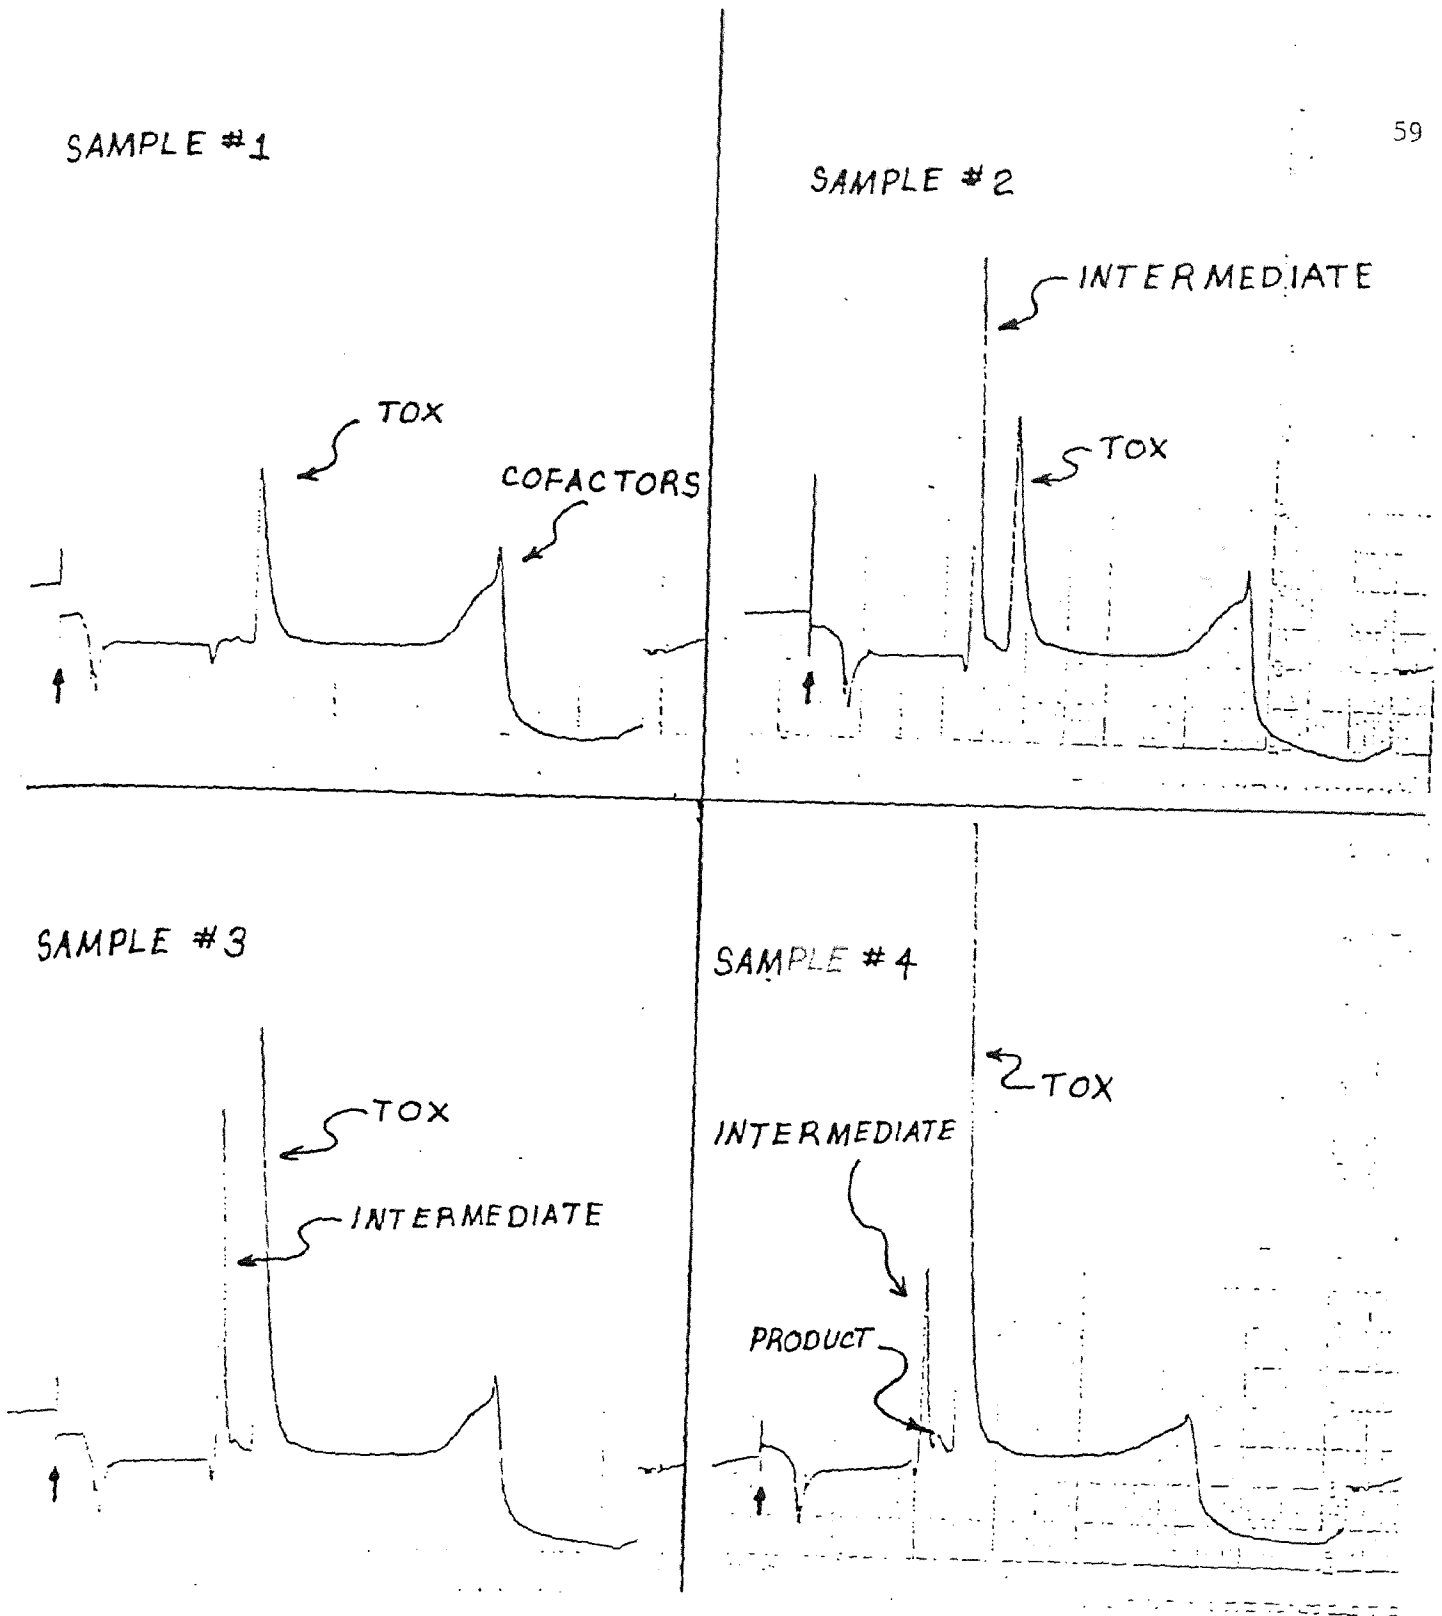 59
SAMPLE #1
TOX
COFACTORS
SAMPLE #2
INTERMEDIATE
TOX
SAMPLE #3
TOX
INTERMEDIATE
SAMPLE #4
TOX
INTERMEDIATE
PRODUCT